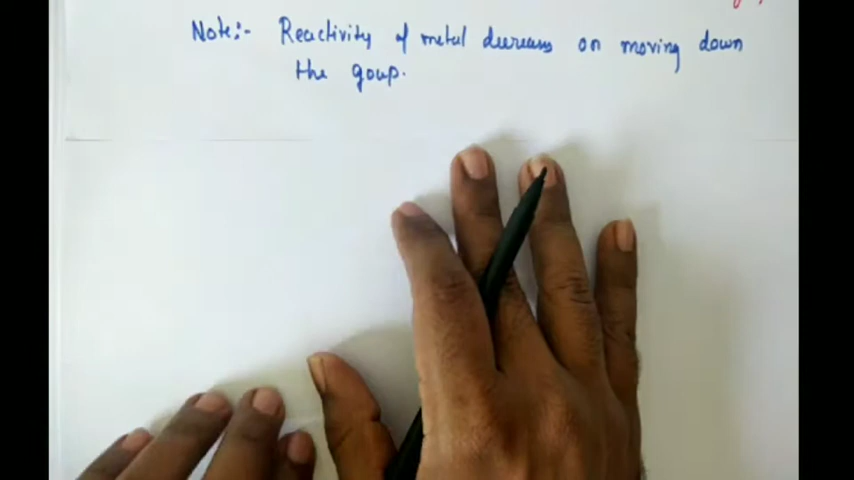 Note:- Reactivity of metal decreases on moving down
the goup.